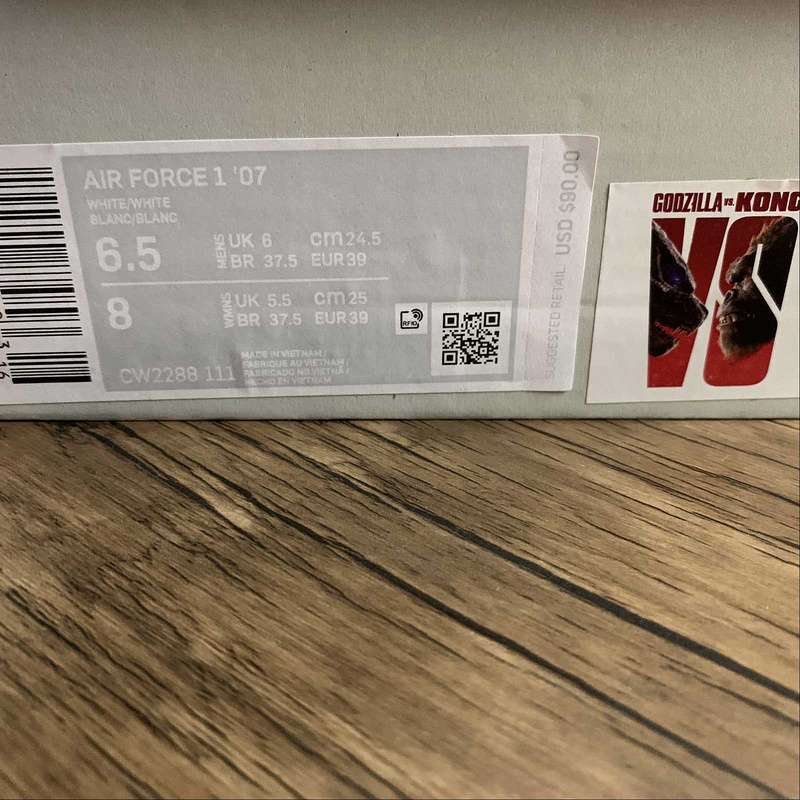 AIR FORCE 1 '07
WHITE/WHITE
BLANC/BLANC
6.5
MENS
UK 6 cm 24.5
BR 37.5 EUR 39
8
WMNS
UK 5.5 cm 25
BR 37.5 EUR 39
RFID
CW2288 111
MADE IN VIETNAM /
FABRIQUE AU VIETNAM /
FABRICADO NO VIETNÃ /
HECHO EN VIETNAM
SUGGESTED RETAIL USD $90.00
GODZILLA VS. KONG
VS